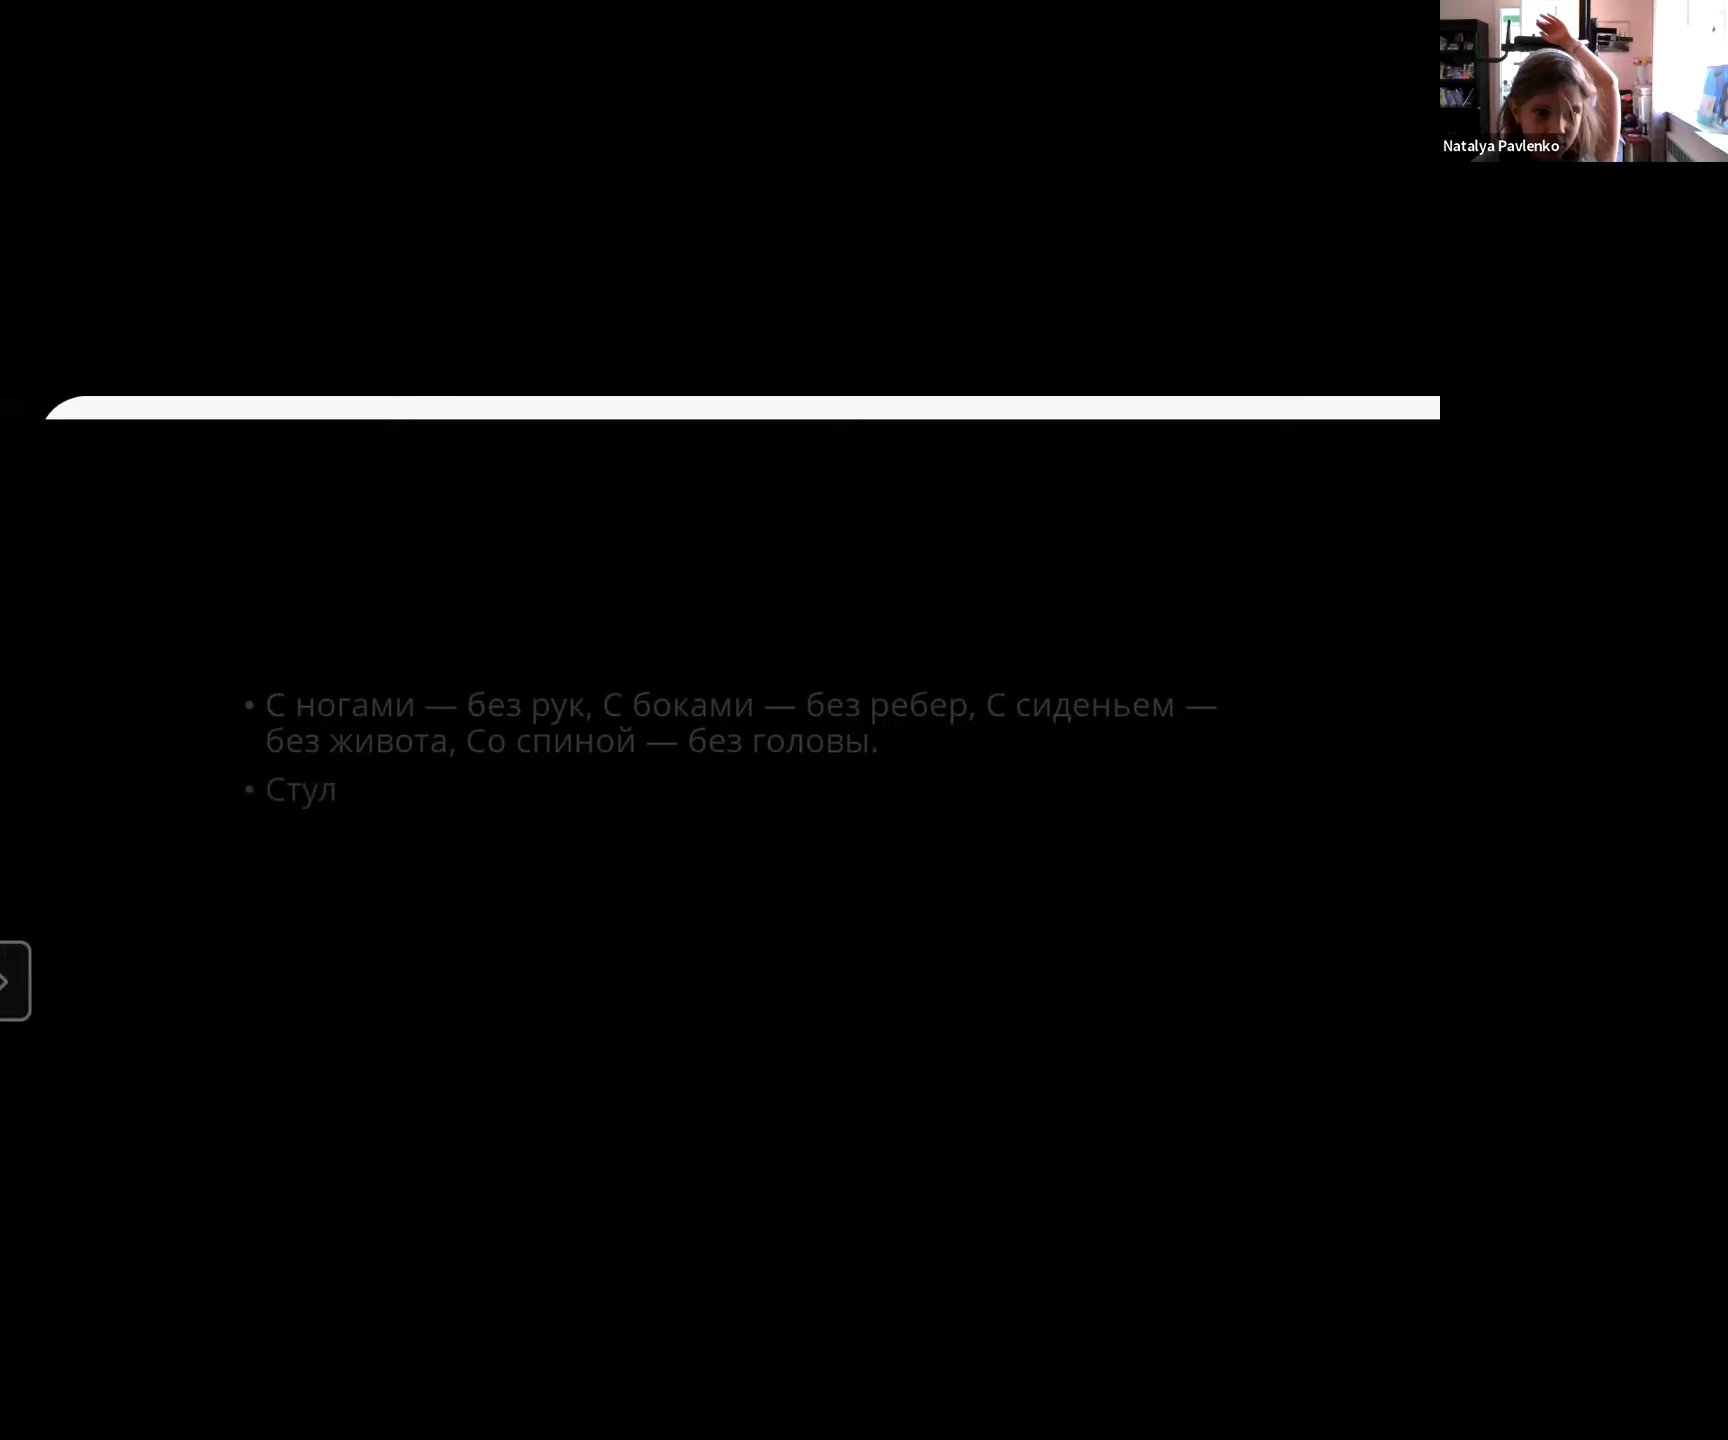 Natalya Pavlenko
• С ногами — без рук, С боками — без ребер, С сиденьем —
без живота, Со спиной — без головы.
• Стул